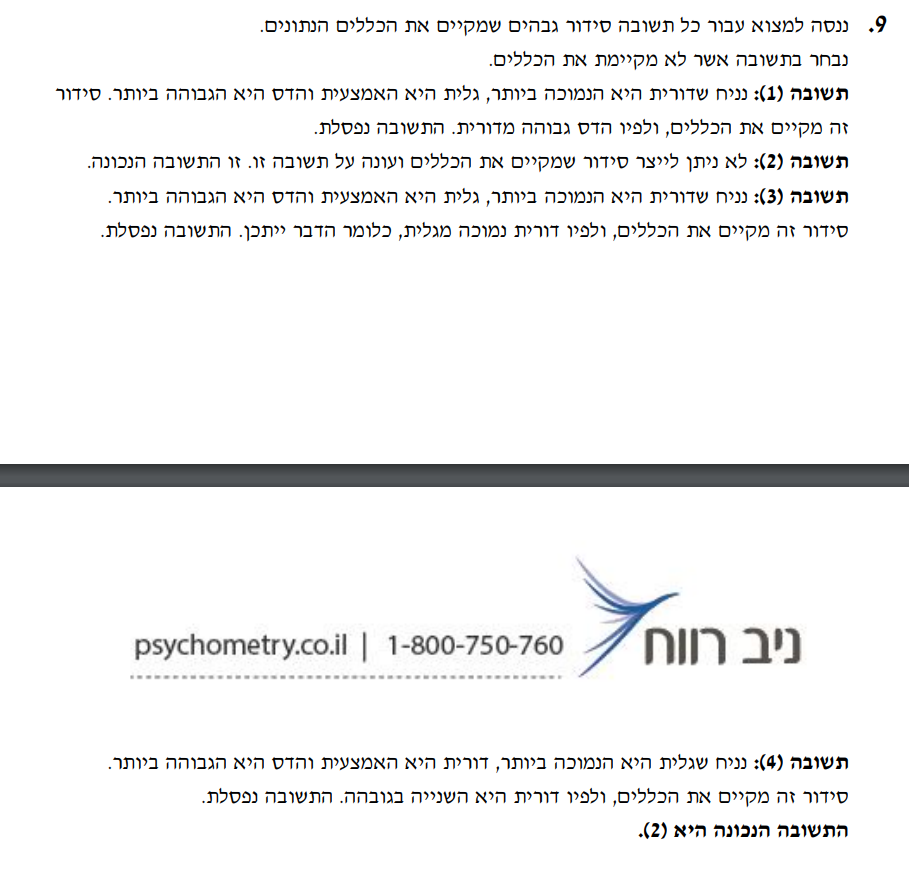 9. ננסה למצוא עבור כל תשובה סידור גבהים שמקיים את הכללים הנתונים.
נבחר בתשובה אשר לא מקיימת את הכללים.
תשובה (1): נניח שדורית היא הנמוכה ביותר, גלית היא האמצעית והדס היא הגבוהה ביותר. סידור
זה מקיים את הכללים, ולפיו הדס גבוהה מדורית. התשובה נפסלת.
תשובה (2): לא ניתן לייצר סידור שמקיים את הכללים ועונה על תשובה זו. זו התשובה הנכונה.
תשובה (3): נניח שדורית היא הנמוכה ביותר, גלית היא האמצעית והדס היא הגבוהה ביותר.
סידור זה מקיים את הכללים, ולפיו דורית נמוכה מגלית, כלומר הדבר ייתכן. התשובה נפסלת.
ניב רווח
psychometry.co.il | 1-800-750-760
תשובה (4): נניח שגלית היא הנמוכה ביותר, דורית היא האמצעית והדס היא הגבוהה ביותר.
סידור זה מקיים את הכללים, ולפיו דורית היא השנייה בגובהה. התשובה נפסלת.
התשובה הנכונה היא (2).